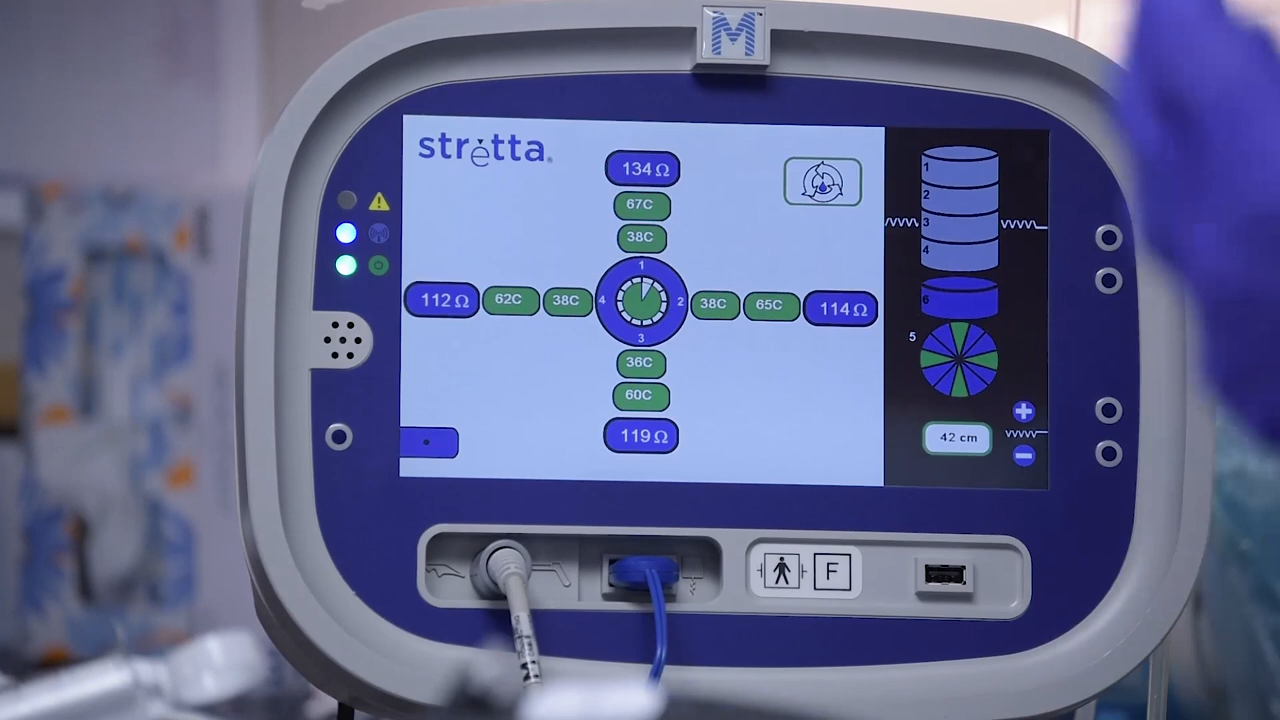 M
strėtta®
134 Ω
67C
38C
1
112 Ω 62C 38C 4 2 38C 65C 114 Ω
3
36C
60C
119 Ω
1
2
3
4
6
5
42 cm
F